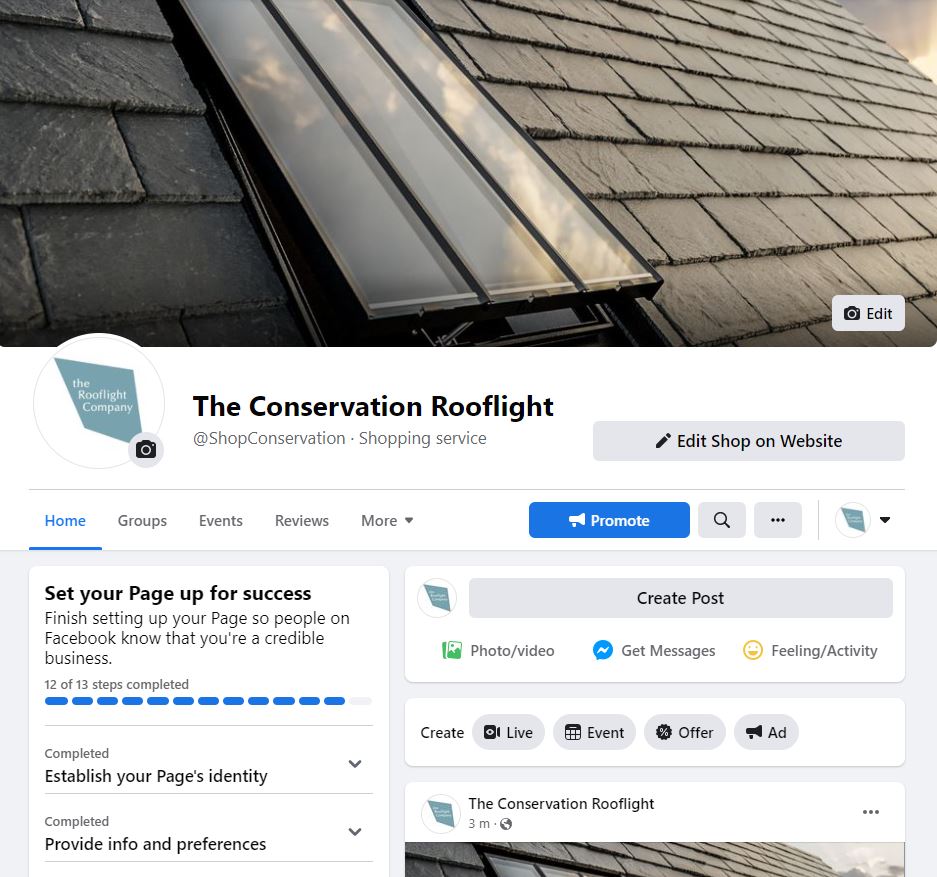 Edit
the
Rooflight
Company
The Conservation Rooflight
@ShopConservation · Shopping service
Edit Shop on Website
Home
Groups
Events
Reviews
More
Promote
Set your Page up for success
Finish setting up your Page so people on
Facebook know that you're a credible
business.
12 of 13 steps completed
Completed
Establish your Page's identity
Completed
Provide info and preferences
Create Post
Photo/video
Get Messages
Feeling/Activity
Create
Live
Event
Offer
Ad
The Conservation Rooflight
3 m ·